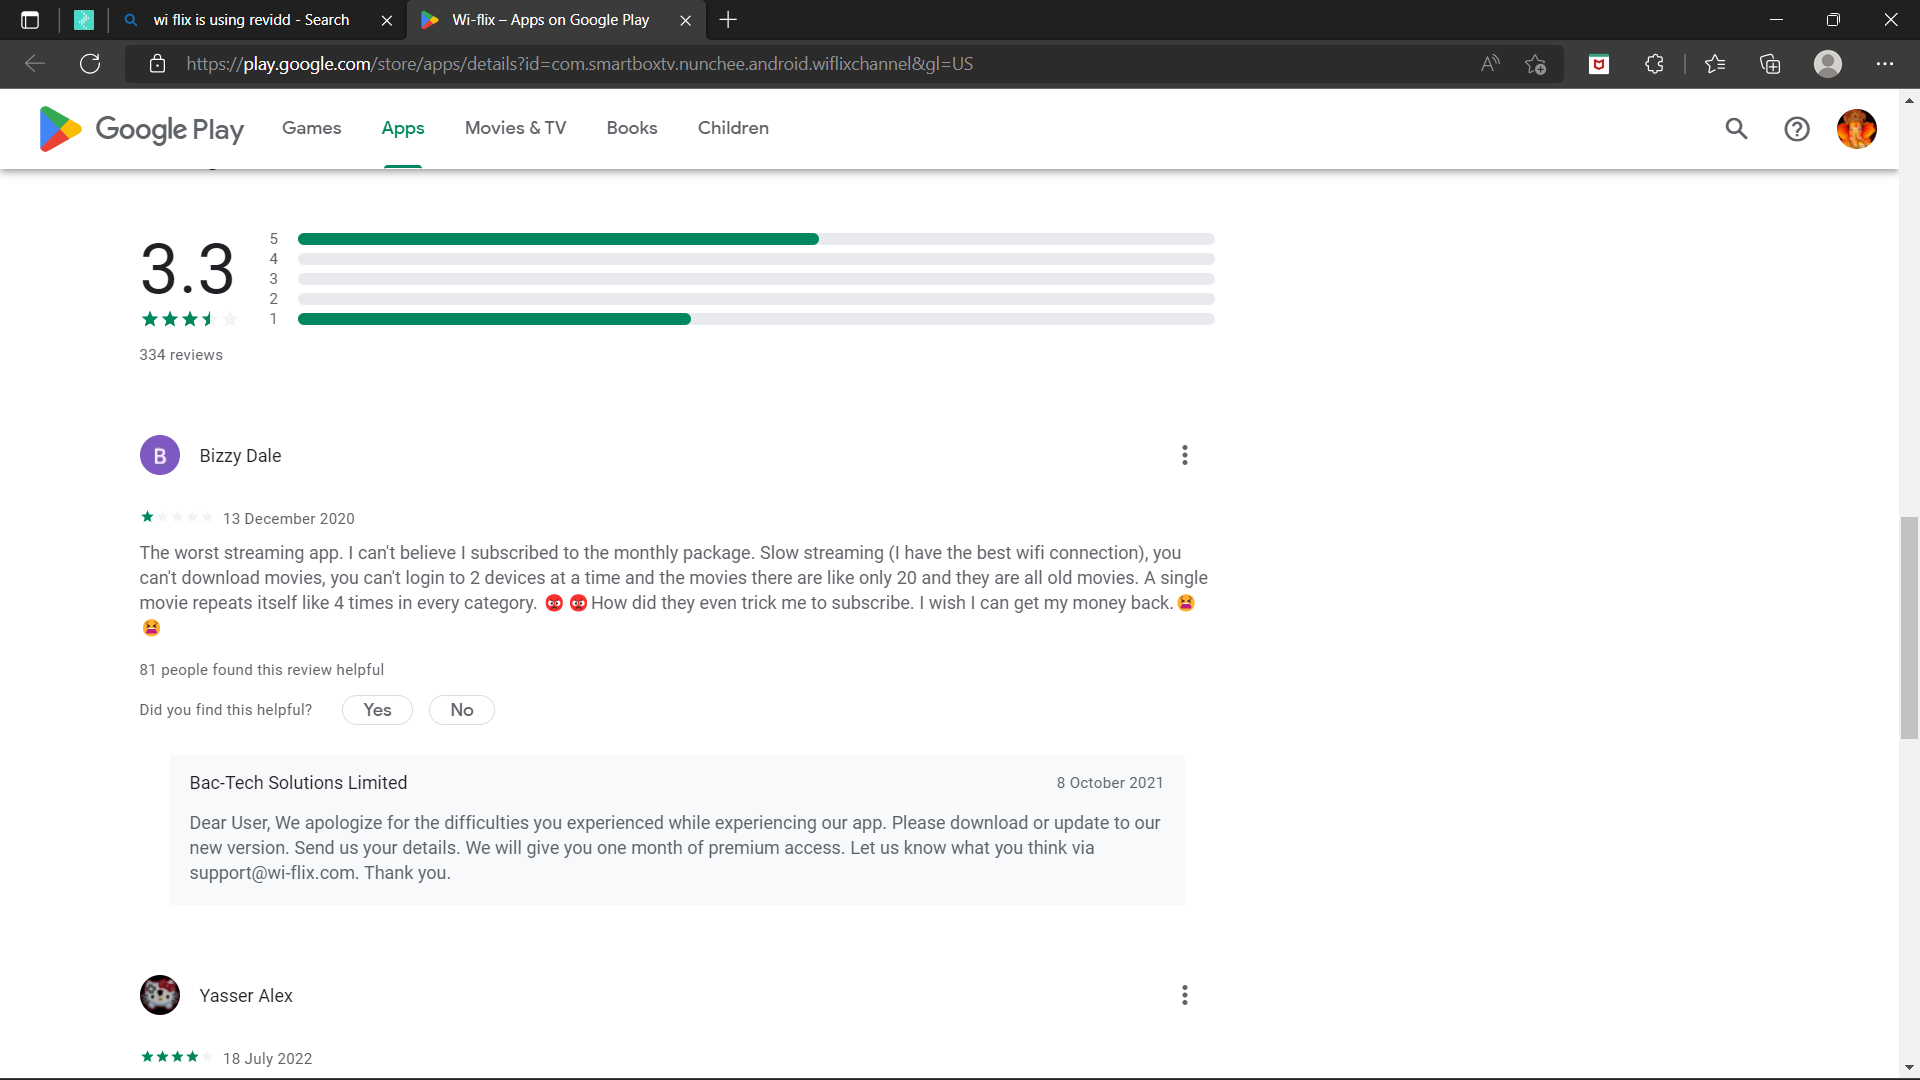 wi flix is using revidd - Search
Wi-flix – Apps on Google Play
https://play.google.com/store/apps/details?id=com.smartboxtv.nunchee.android.wiflixchannel&gl=US
Google Play
Games
Apps
Movies & TV
Books
Children
3.3
5
4
3
2
1
334 reviews
B
Bizzy Dale
13 December 2020
The worst streaming app. I can't believe I subscribed to the monthly package. Slow streaming (I have the best wifi connection), you
can't download movies, you can't login to 2 devices at a time and the movies there are like only 20 and they are all old movies. A single
movie repeats itself like 4 times in every category. 😡 😡How did they even trick me to subscribe. I wish I can get my money back.😫
😫
81 people found this review helpful
Did you find this helpful?
Yes
No
Bac-Tech Solutions Limited
8 October 2021
Dear User, We apologize for the difficulties you experienced while experiencing our app. Please download or update to our
new version. Send us your details. We will give you one month of premium access. Let us know what you think via
support@wi-flix.com. Thank you.
Yasser Alex
18 July 2022